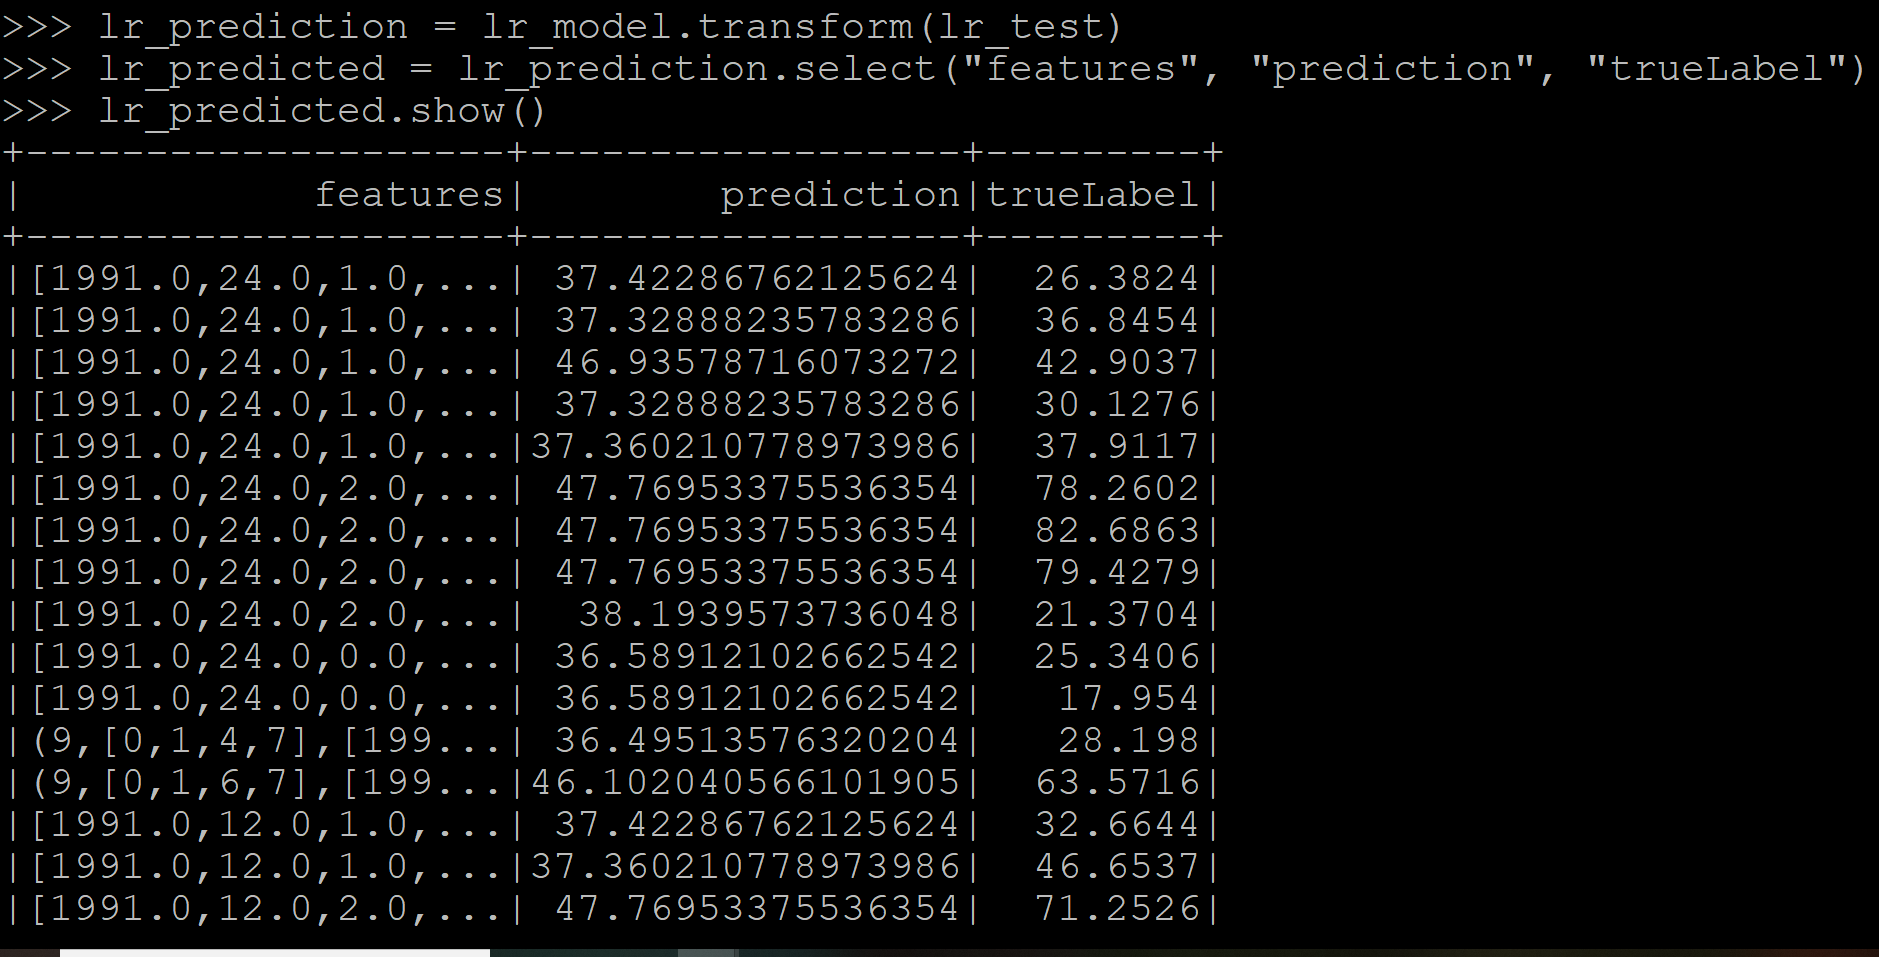 >>> lr_prediction = lr_model.transform(lr_test)
>>> lr_predicted = lr_prediction.select("features", "prediction", "trueLabel")
>>> lr_predicted.show()
+--------------------+------------------+---------+
|            features|        prediction|trueLabel|
+--------------------+------------------+---------+
|[1991.0,24.0,1.0,...| 37.42286762125624|  26.3824|
|[1991.0,24.0,1.0,...| 37.32888235783286|  36.8454|
|[1991.0,24.0,1.0,...| 46.93578716073272|  42.9037|
|[1991.0,24.0,1.0,...| 37.32888235783286|  30.1276|
|[1991.0,24.0,1.0,...|37.360210778973986|  37.9117|
|[1991.0,24.0,2.0,...| 47.76953375536354|  78.2602|
|[1991.0,24.0,2.0,...| 47.76953375536354|  82.6863|
|[1991.0,24.0,2.0,...| 47.76953375536354|  79.4279|
|[1991.0,24.0,2.0,...|  38.1939573736048|  21.3704|
|[1991.0,24.0,0.0,...| 36.58912102662542|  25.3406|
|[1991.0,24.0,0.0,...| 36.58912102662542|   17.954|
|(9,[0,1,4,7],[199...| 36.49513576320204|   28.198|
|(9,[0,1,6,7],[199...|46.102040566101905|  63.5716|
|[1991.0,12.0,1.0,...| 37.42286762125624|  32.6644|
|[1991.0,12.0,1.0,...|37.360210778973986|  46.6537|
|[1991.0,12.0,2.0,...| 47.76953375536354|  71.2526|